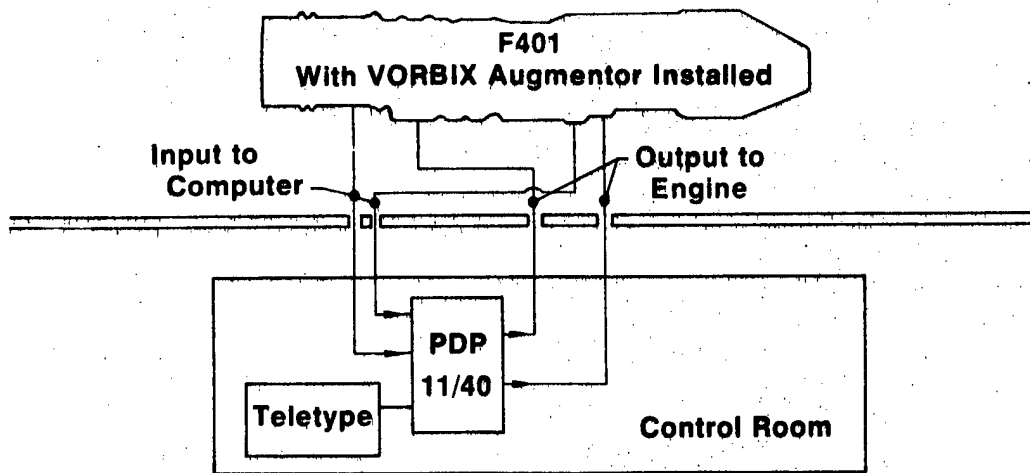 F401
With VORBIX Augmentor Installed
Input to
Computer
Output to
Engine
PDP
11/40
Teletype
Control Room